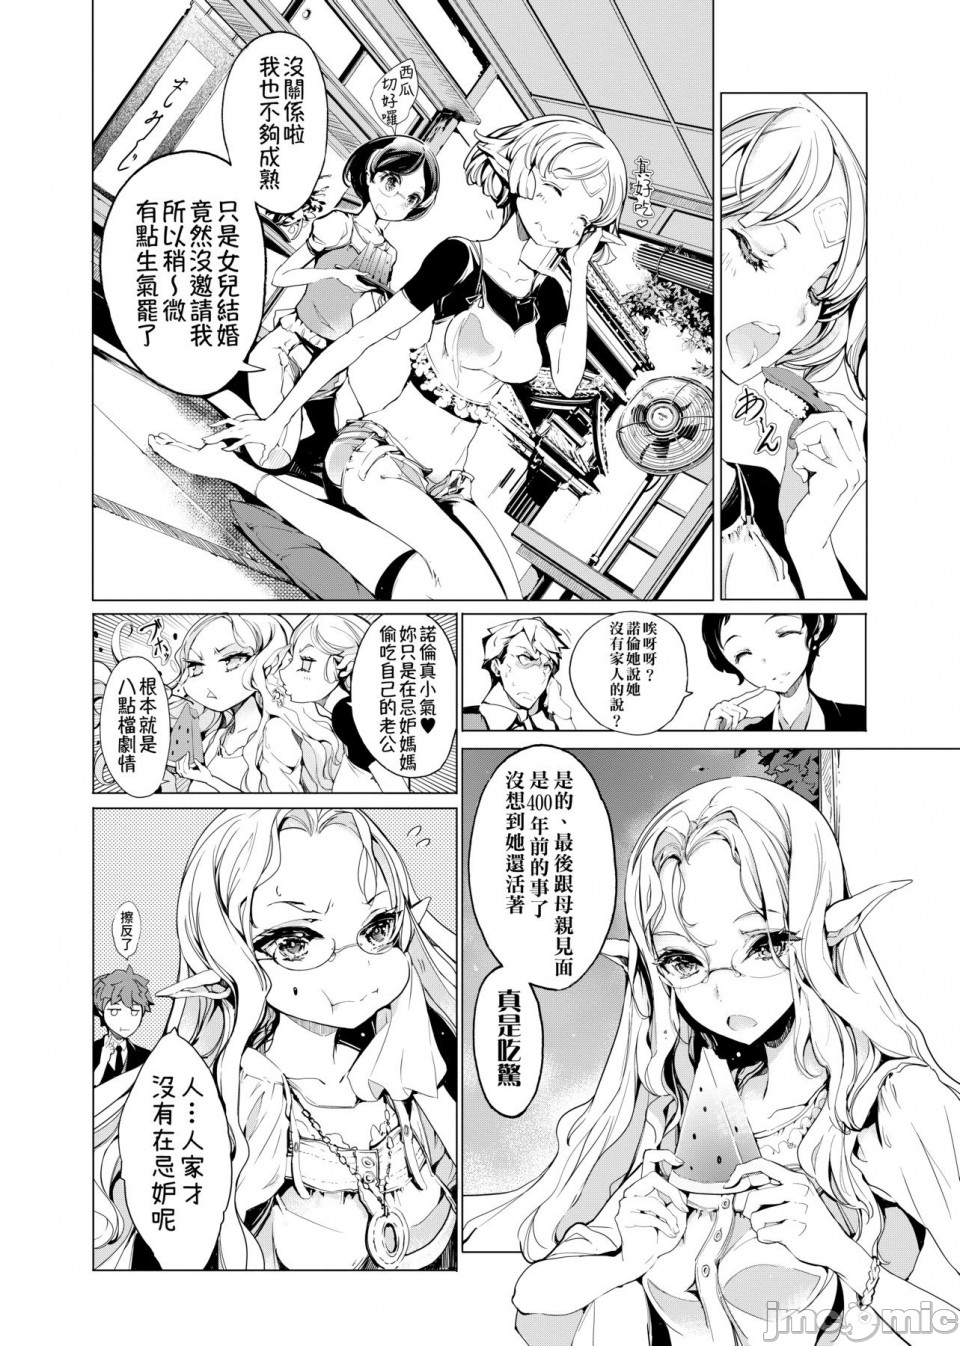 あ〜ん
真好吃♡
西瓜
切好囉
沒關係啦
我也不夠成熟
只是女兒結婚
竟然沒邀請我
所以稍～微
有點生氣罷了
唉呀呀？
諾倫她說她
沒有家人的說？
諾倫真小氣♥
妳只是在忌妒媽媽
偷吃自己的老公
根本就是
八點檔劇情
是的、最後跟母親見面
是400年前的事了
沒想到她還活著
真是吃驚
擦反了
人…人家才
沒有在忌妒呢
jmcomic